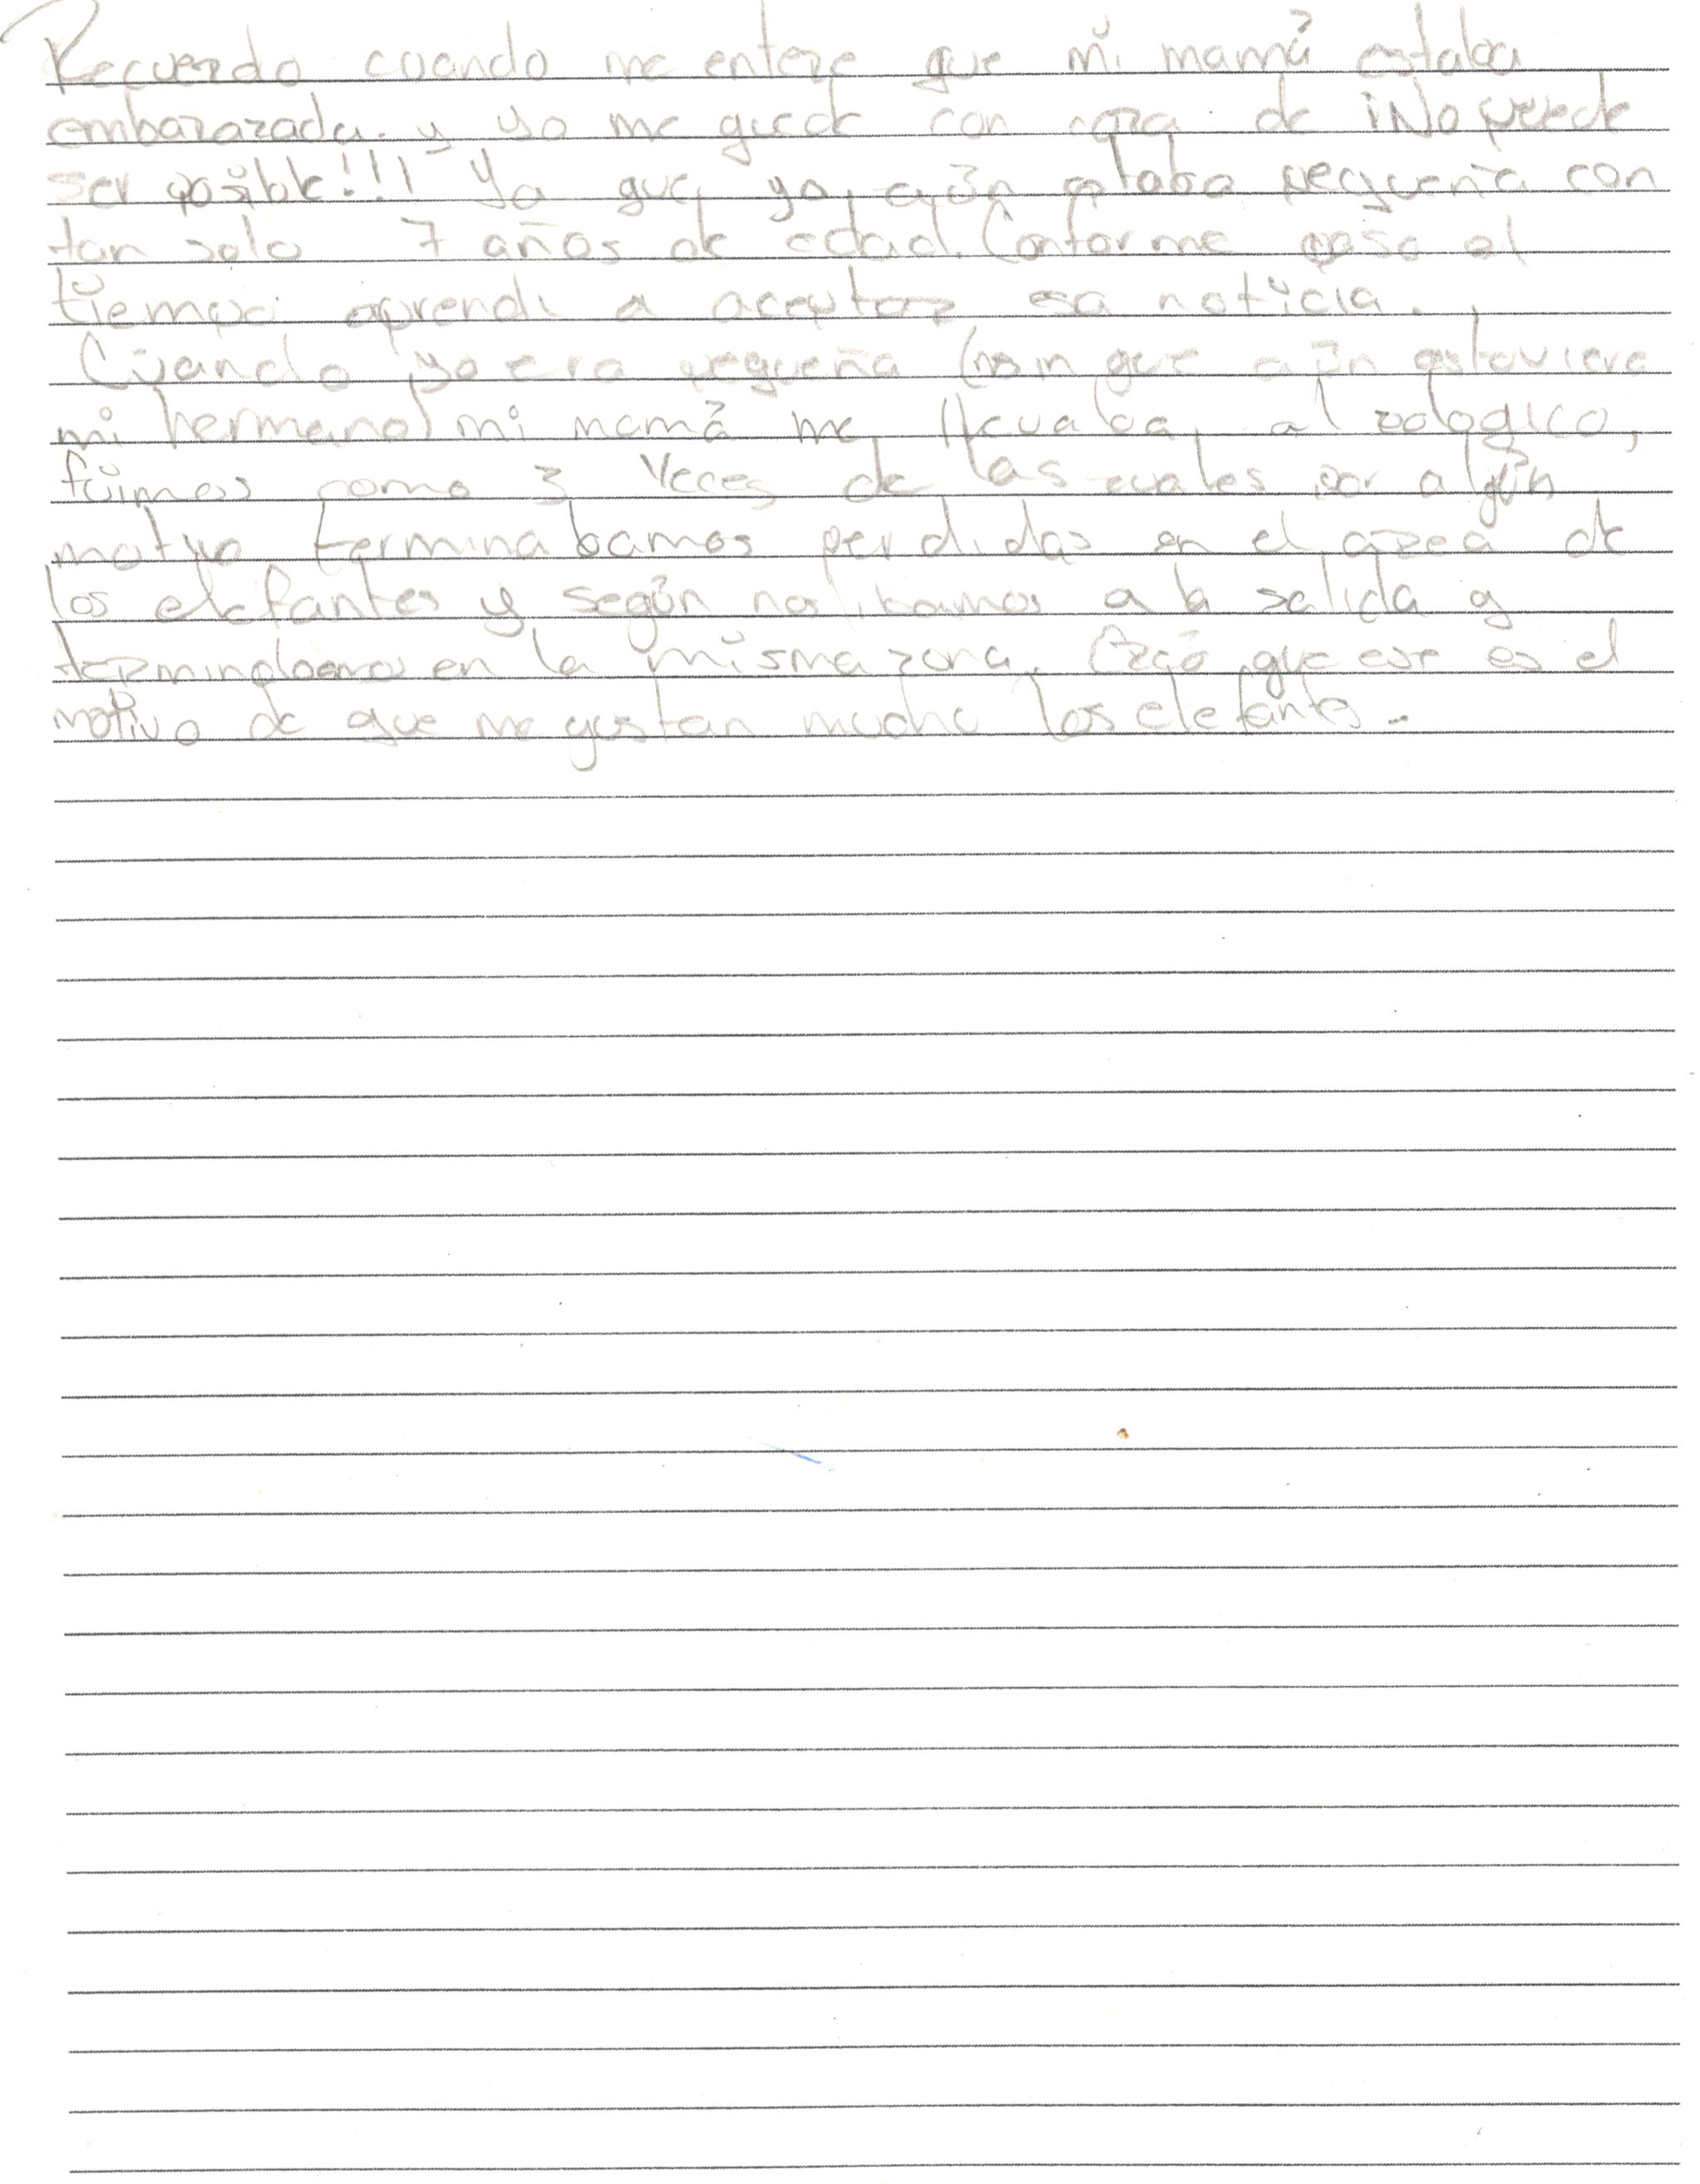 Recuerdo cuando me entere que mi mamá estaba
embarazada. y yo me quede con cara de ¡No puede
ser posible!!! Ya que, yo, aún estaba pequeña con
tan solo 7 años de edad. Conforme paso el
tiempo aprendi a aceptar esa noticia.
Cuando yo era pequeña (sin que aún estuviera
mi hermano) mi mamá me llevaba al zologico,
fuimos como 3 veces de las cuales por algún
motivo terminabamos perdidas en el area de
los elefantes y según nos ibamos a la salida y
terminabamos en la misma zona. Creo que ese es el
motivo de que me gustan mucho los elefantes.